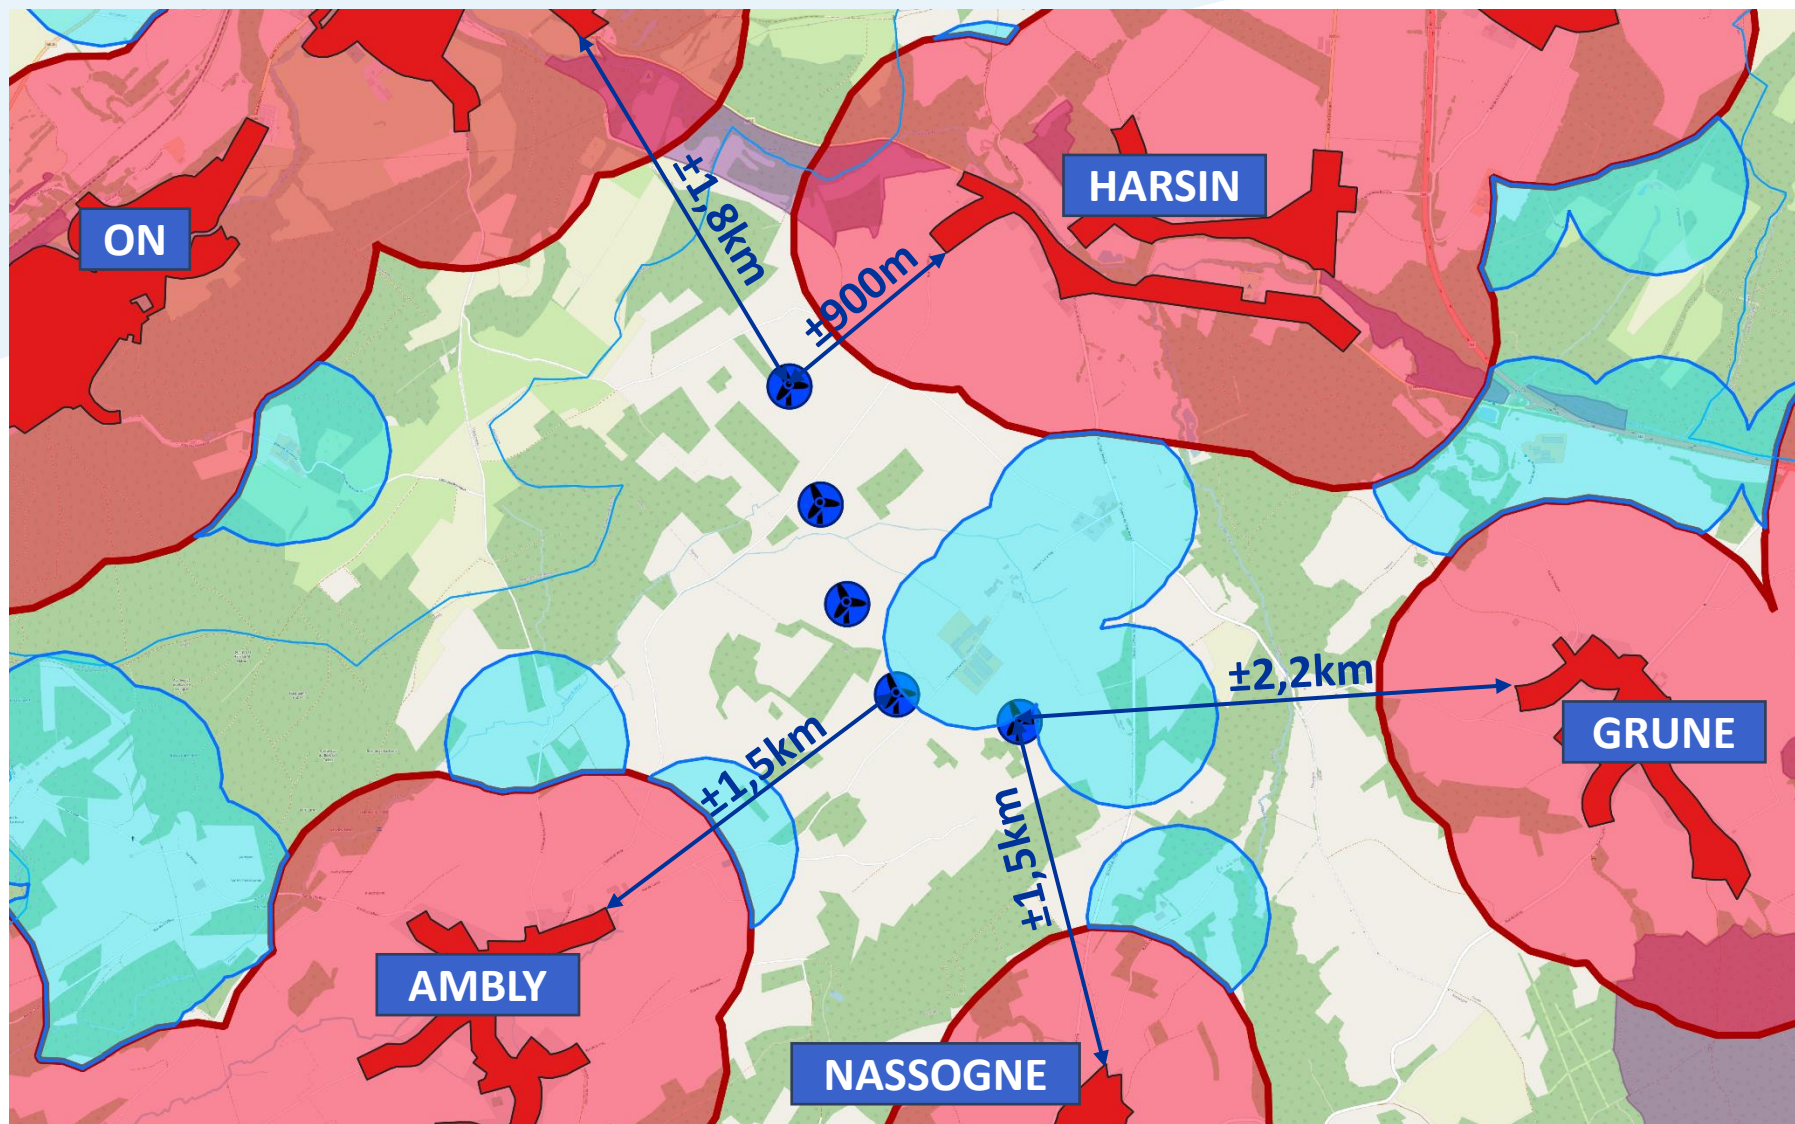 ±1,8km
HARSIN
ON
±900m
±2,2km
GRUNE
±1,5km
±1,5km
AMBLY
NASSOGNE